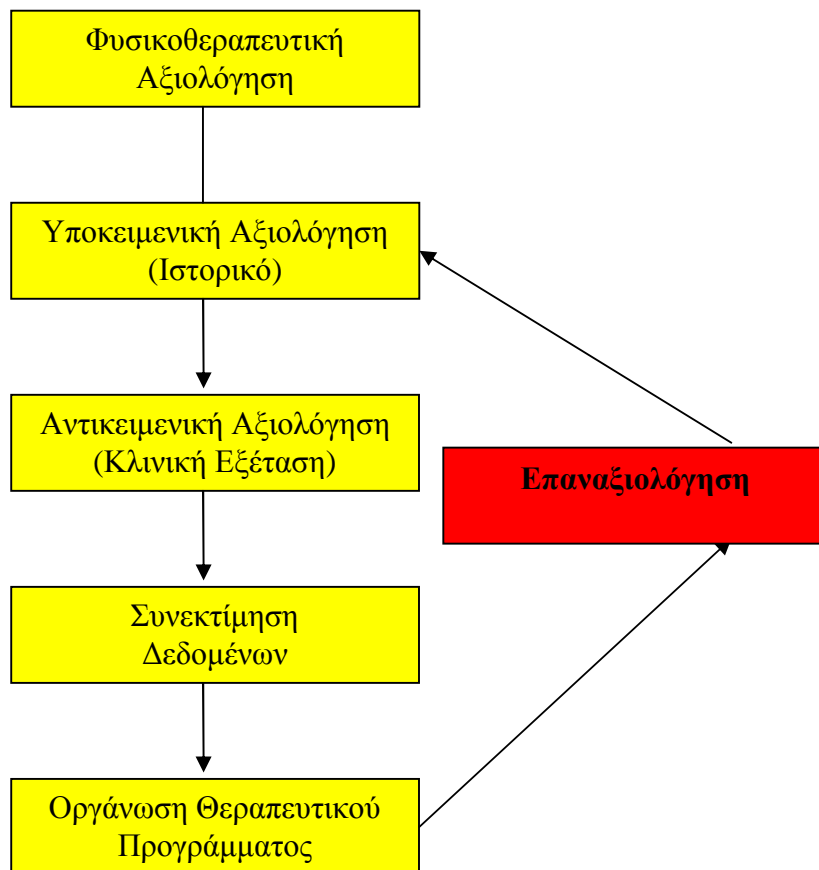 Φυσικοθεραπευτική
Αξιολόγηση
Υποκειμενική Αξιολόγηση
(Ιστορικό)
Αντικειμενική Αξιολόγηση
(Κλινική Εξέταση)
Επαναξιολόγηση
Συνεκτίμηση
Δεδομένων
Οργάνωση Θεραπευτικού
Προγράμματος